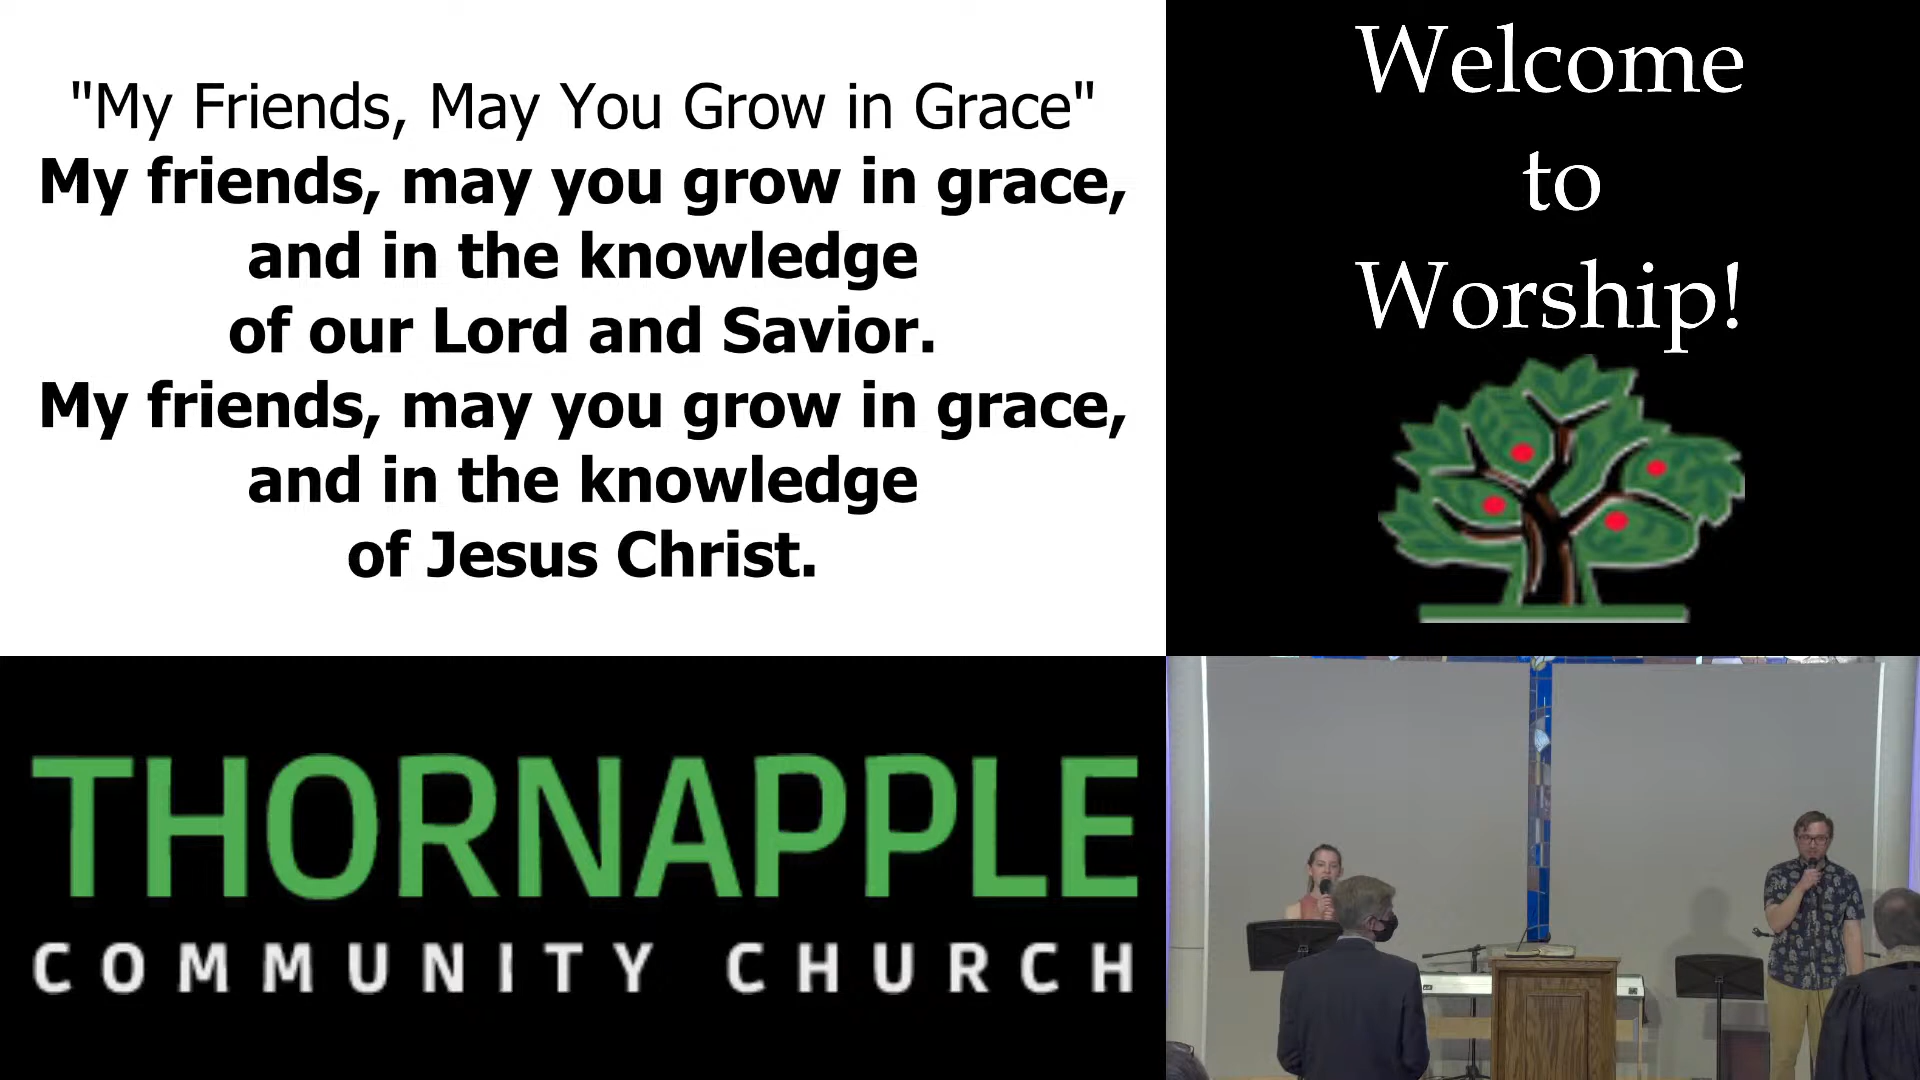 "My Friends, May You Grow in Grace"
My friends, may you grow in grace,
and in the knowledge
of our Lord and Savior.
My friends, may you grow in grace,
and in the knowledge
of Jesus Christ.
Welcome
to
Worship!
THORNAPPLE
COMMUNITY CHURCH